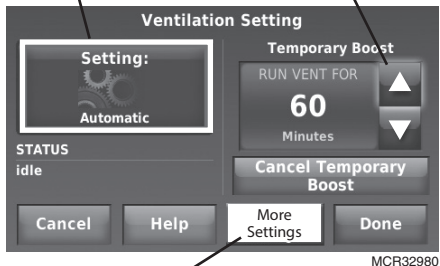 Ventilation Setting
Setting:
Automatic
STATUS
idle
Temporary Boost
RUN VENT FOR
60
Minutes
Cancel Temporary
Boost
Cancel
Help
More
Settings
Done
MCR32980